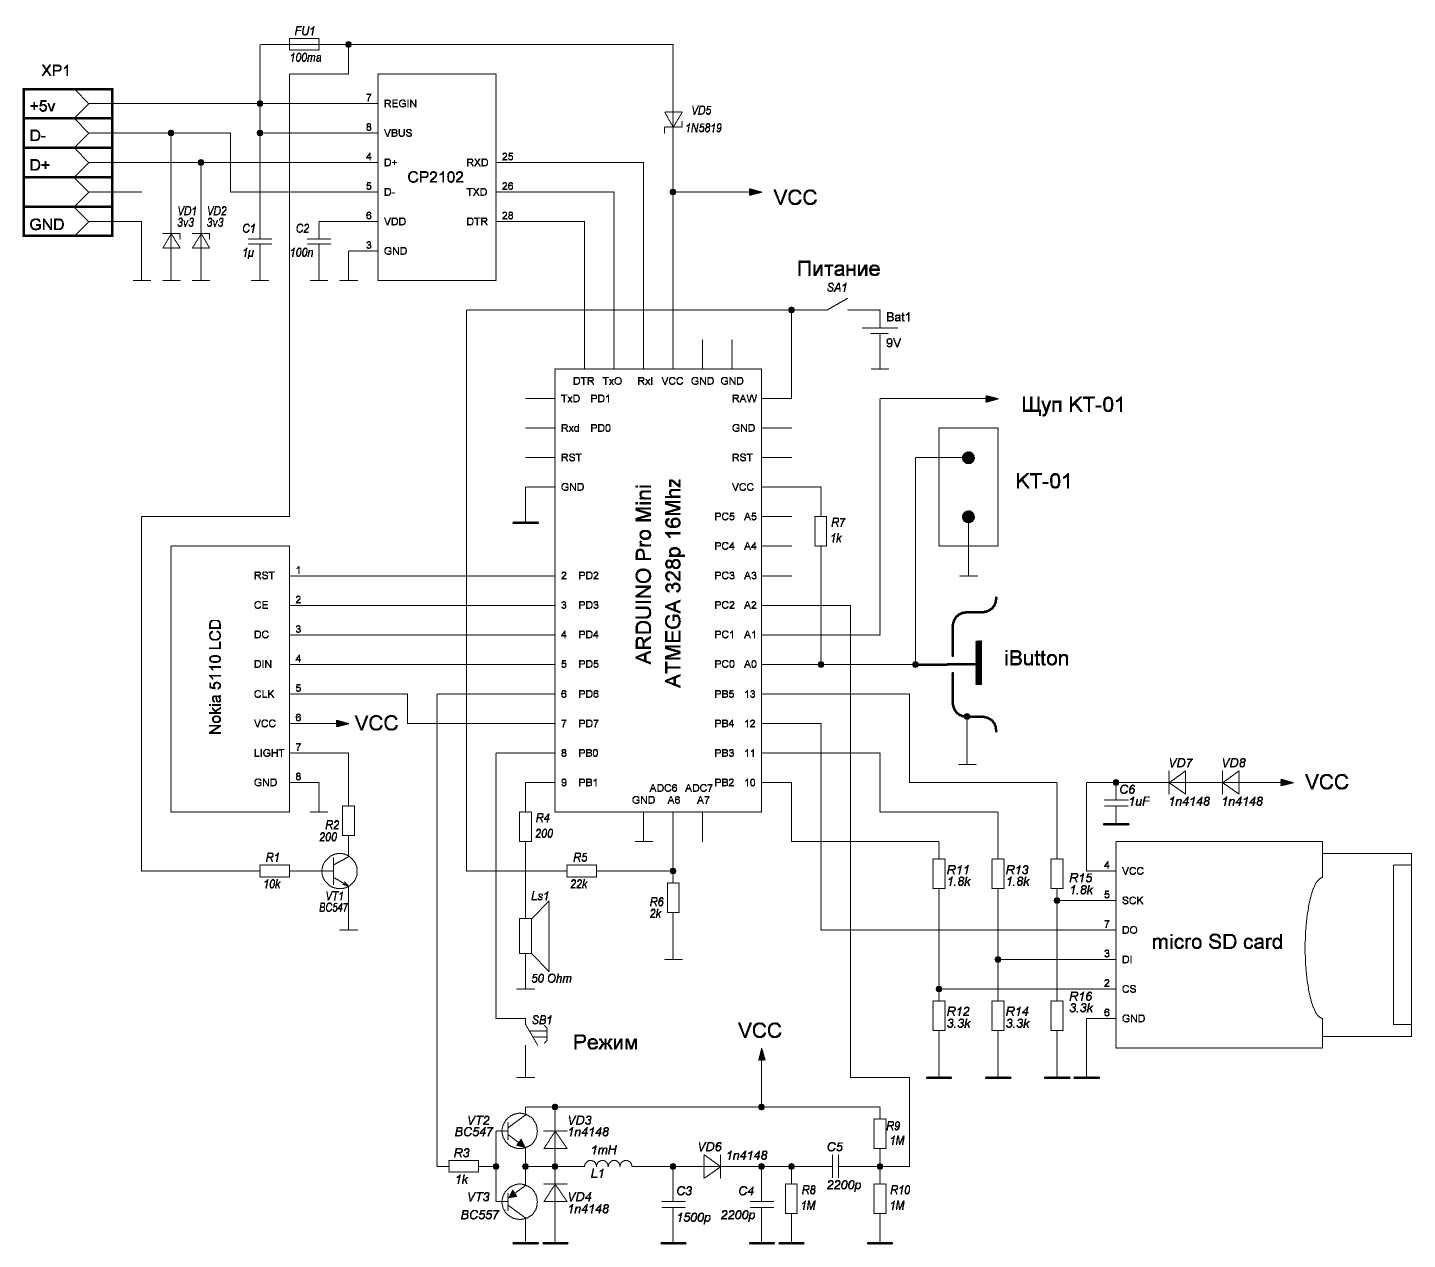 FU1
100ma
XP1
+5v
D-
D+
GND
7 REGIN
8 VBUS
4 D+
5 D-
6 VDD
3 GND
CP2102
RXD 25
TXD 26
DTR 28
VD1
3v3
VD2
3v3
C1
1µ
C2
100n
VD5
1N5819
VCC
Питание
SA1
Bat1
9V
DTR TxO RxI VCC GND GND
TxD PD1
Rxd PD0
RST
GND
2 PD2
3 PD3
4 PD4
5 PD5
6 PD6
7 PD7
8 PB0
9 PB1
ARDUINO Pro Mini
ATMEGA 328p 16Mhz
RAW
GND
RST
VCC
PC5 A5
PC4 A4
PC3 A3
PC2 A2
PC1 A1
PC0 A0
PB5 13
PB4 12
PB3 11
PB2 10
ADC6 ADC7
GND A6 A7
R7
1k
Щуп KT-01
KT-01
iButton
Nokia 5110 LCD
RST 1
CE 2
DC 3
DIN 4
CLK 5
VCC 6
LIGHT 7
GND 8
VCC
R2
200
R1
10k
VT1
BC547
R4
200
Ls1
50 Ohm
R5
22k
R6
2k
SB1
Режим
VD7
1n4148
VD8
1n4148
VCC
C6
1uF
R11
1.8k
R13
1.8k
R15
1.8k
R12
3.3k
R14
3.3k
R16
3.3k
4 VCC
5 SCK
7 DO
3 DI
2 CS
6 GND
micro SD card
VCC
VT2
BC547
R3
1k
VT3
BC557
VD3
1n4148
VD4
1n4148
1mH
L1
C3
1500p
VD6
1n4148
C4
2200p
R8
1M
C5
2200p
R9
1M
R10
1M